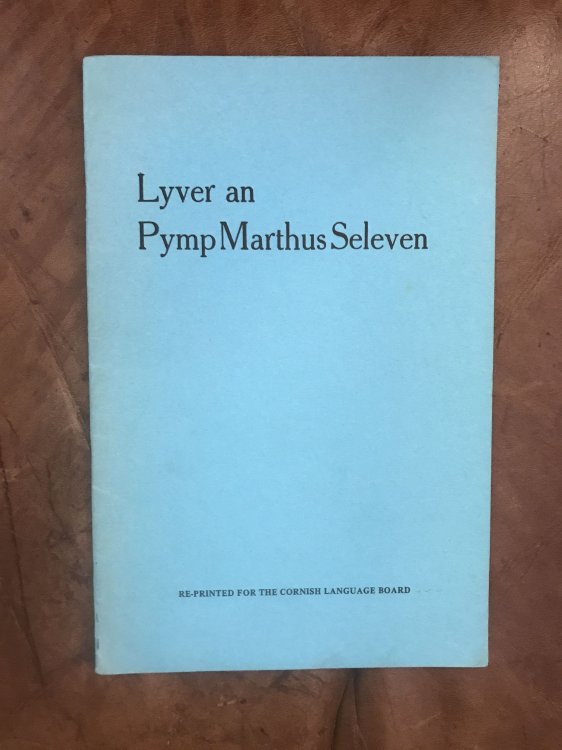 Lyver an
Pymp Marthus Seleven
RE-PRINTED FOR THE CORNISH LANGUAGE BOARD